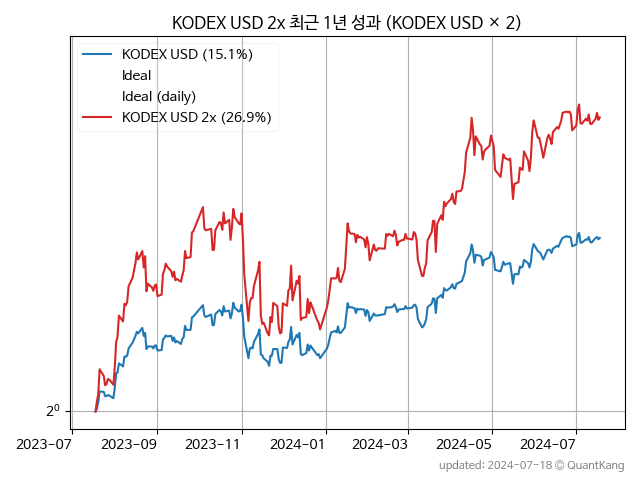 KODEX USD 2x 최근 1년 성과 (KODEX USD × 2)
KODEX USD (15.1%)
Ideal
Ideal (daily)
KODEX USD 2x (26.9%)
2⁰
2023-07 2023-09 2023-11 2024-01 2024-03 2024-05 2024-07
updated: 2024-07-18 © QuantKang